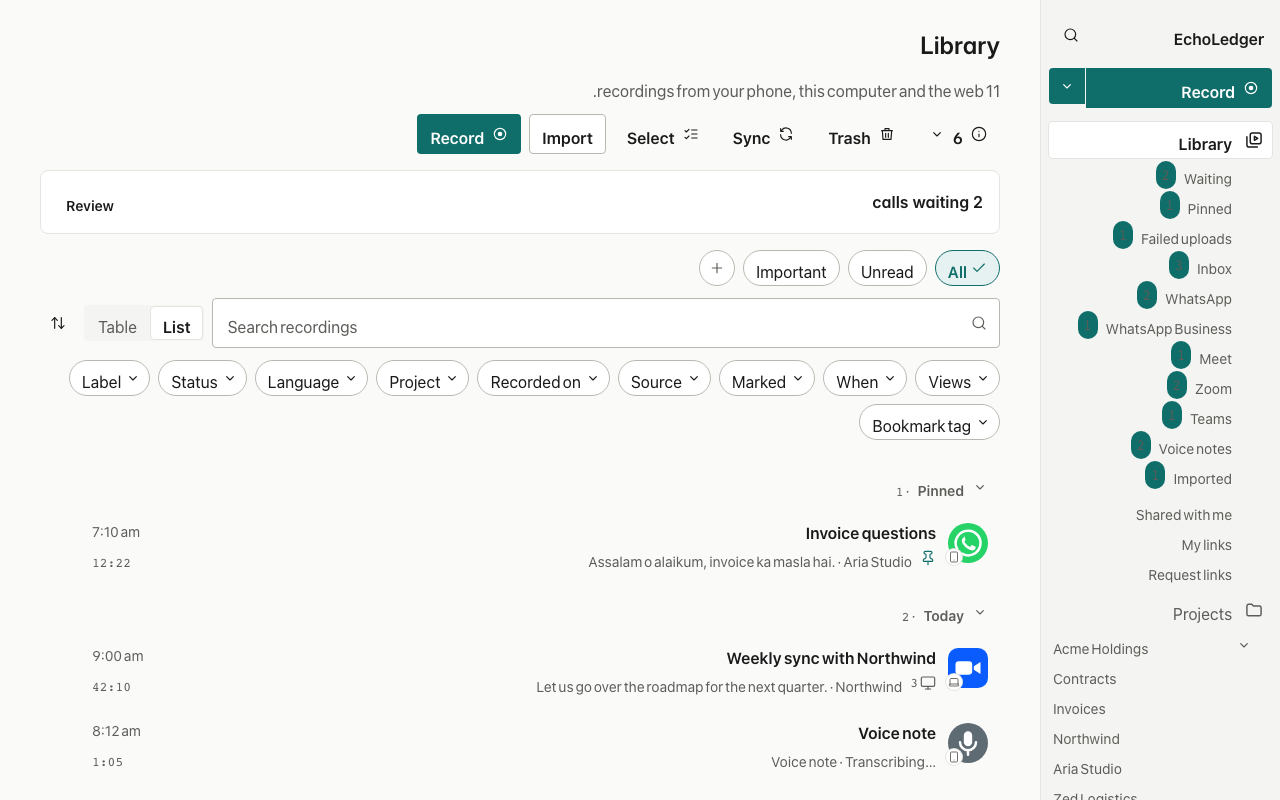 EchoLedger
Record
Library
Waiting
Pinned
Failed uploads
Inbox
WhatsApp
WhatsApp Business
Meet
Zoom
Teams
Voice notes
Imported
Shared with me
My links
Request links
Projects
Acme Holdings
Contracts
Invoices
Northwind
Aria Studio
Zed Logistics
Library
.recordings from your phone, this computer and the web 11
6
Trash
Sync
Select
Import
Record
calls waiting 2
Review
All
Unread
Important
Search recordings
List
Table
Views
When
Marked
Source
Recorded on
Project
Language
Status
Label
Bookmark tag
1 · Pinned
Invoice questions
7:10 am
Assalam o alaikum, invoice ka masla hai. · Aria Studio
12:22
2 · Today
Weekly sync with Northwind
9:00 am
Let us go over the roadmap for the next quarter. · Northwind 3
42:10
Voice note
8:12 am
Voice note · Transcribing...
1:05